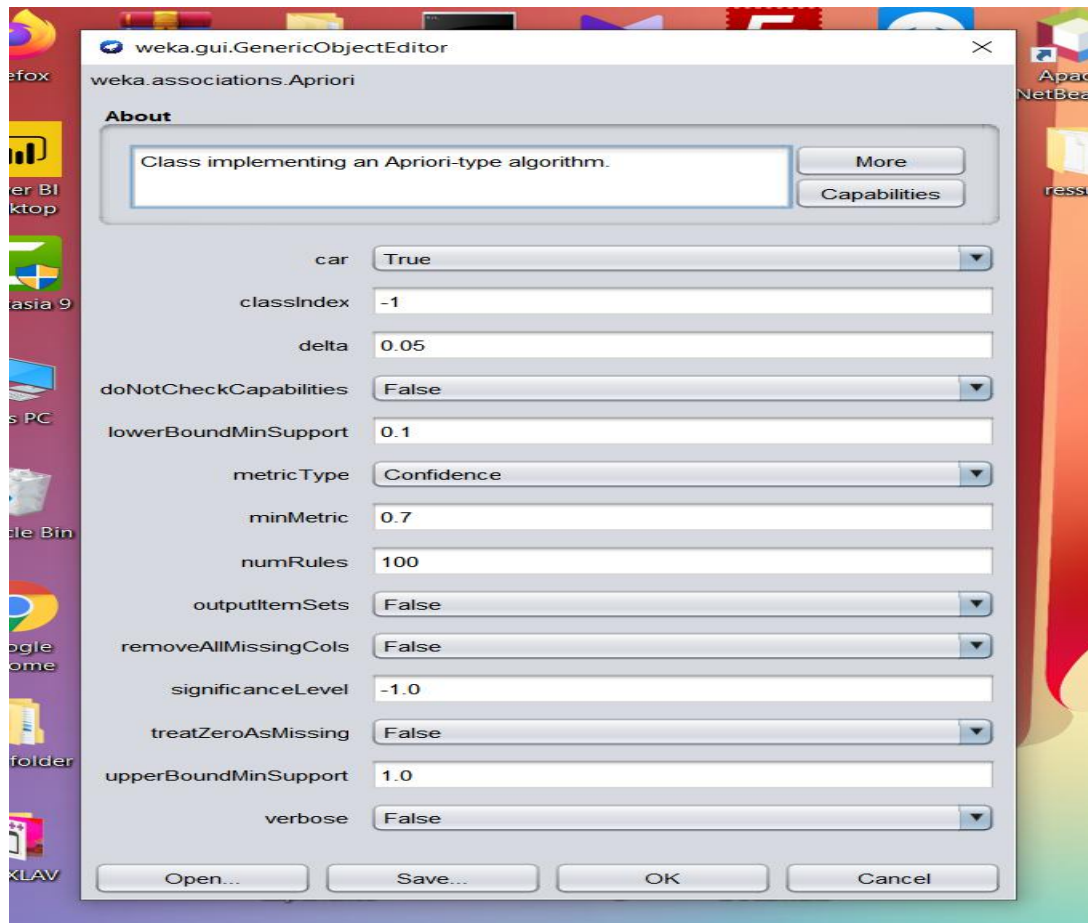 weka.gui.GenericObjectEditor
weka.associations.Apriori
About
Class implementing an Apriori-type algorithm.
More
Capabilities
car True
classIndex -1
delta 0.05
doNotCheckCapabilities False
lowerBoundMinSupport 0.1
metricType Confidence
minMetric 0.7
numRules 100
outputItemSets False
removeAllMissingCols False
significanceLevel -1.0
treatZeroAsMissing False
upperBoundMinSupport 1.0
verbose False
Open... Save... OK Cancel
efox
er BI
ktop
asia 9
s PC
cle Bin
ogle
ome
folder
XLAV
Apac
NetBea